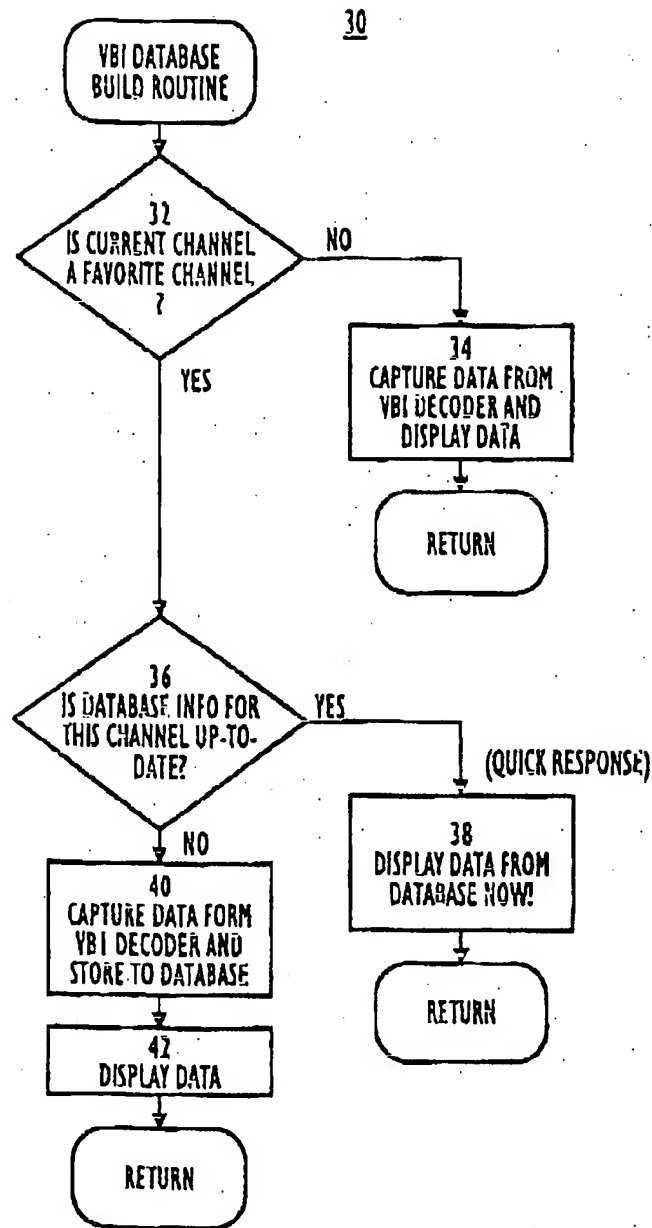 30
VBI DATABASE
BUILD ROUTINE
32
IS CURRENT CHANNEL
A FAVORITE CHANNEL
?
NO
YES
34
CAPTURE DATA FROM
VBI DECODER AND
DISPLAY DATA
RETURN
36
IS DATABASE INFO FOR
THIS CHANNEL UP-TO-
DATE?
YES
(QUICK RESPONSE)
NO
38
DISPLAY DATA FROM
DATABASE NOW!
RETURN
40
CAPTURE DATA FORM
VBI DECODER AND
STORE TO DATABASE
42
DISPLAY DATA
RETURN